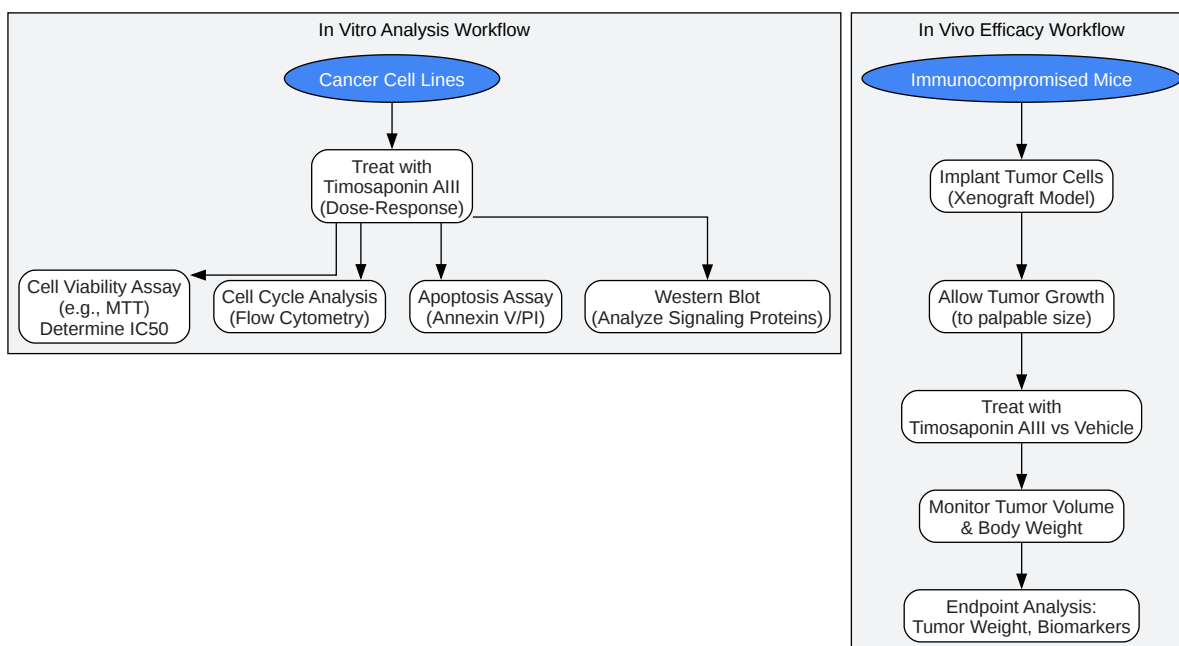 In Vitro Analysis Workflow
Cancer Cell Lines
Treat with
Timosaponin AIII
(Dose-Response)
Cell Viability Assay
(e.g., MTT)
Determine IC50
Cell Cycle Analysis
(Flow Cytometry)
Apoptosis Assay
(Annexin V/PI)
Western Blot
(Analyze Signaling Proteins)
In Vivo Efficacy Workflow
Immunocompromised Mice
Implant Tumor Cells
(Xenograft Model)
Allow Tumor Growth
(to palpable size)
Treat with
Timosaponin AIII vs Vehicle
Monitor Tumor Volume
& Body Weight
Endpoint Analysis:
Tumor Weight, Biomarkers